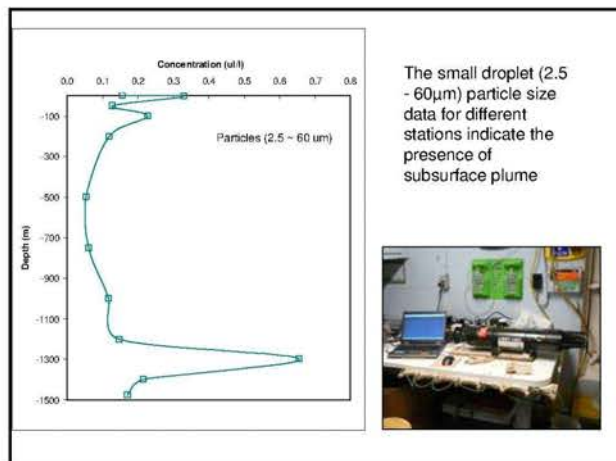 Concentration (ul/l)
0.0 0.1 0.2 0.3 0.4 0.5 0.6 0.7 0.8
-100
-300
-500
-700
-900
-1100
-1300
-1500
Depth (m)
Particles (2.5 ~ 60 um)
The small droplet (2.5
- 60μm) particle size
data for different
stations indicate the
presence of
subsurface plume